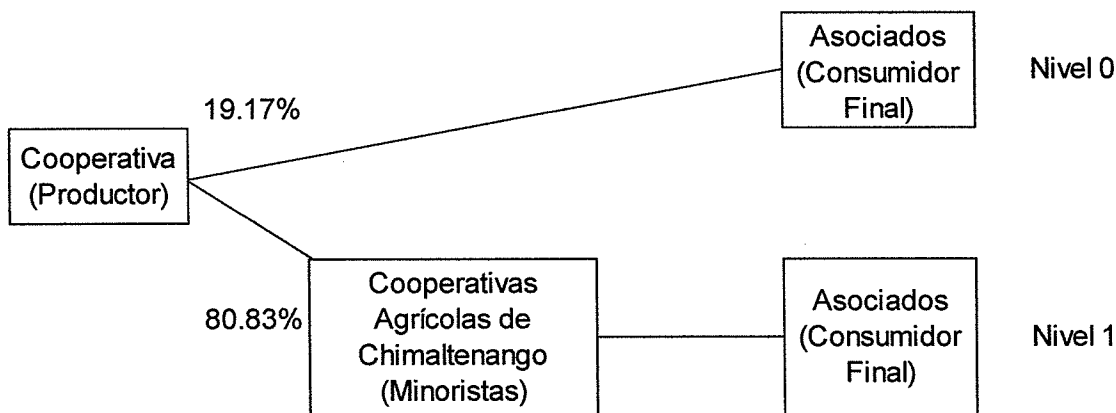 Asociados
(Consumidor
Final)
Nivel 0
19.17%
Cooperativa
(Productor)
80.83%
Cooperativas
Agrícolas de
Chimaltenango
(Minoristas)
Asociados
(Consumidor
Final)
Nivel 1